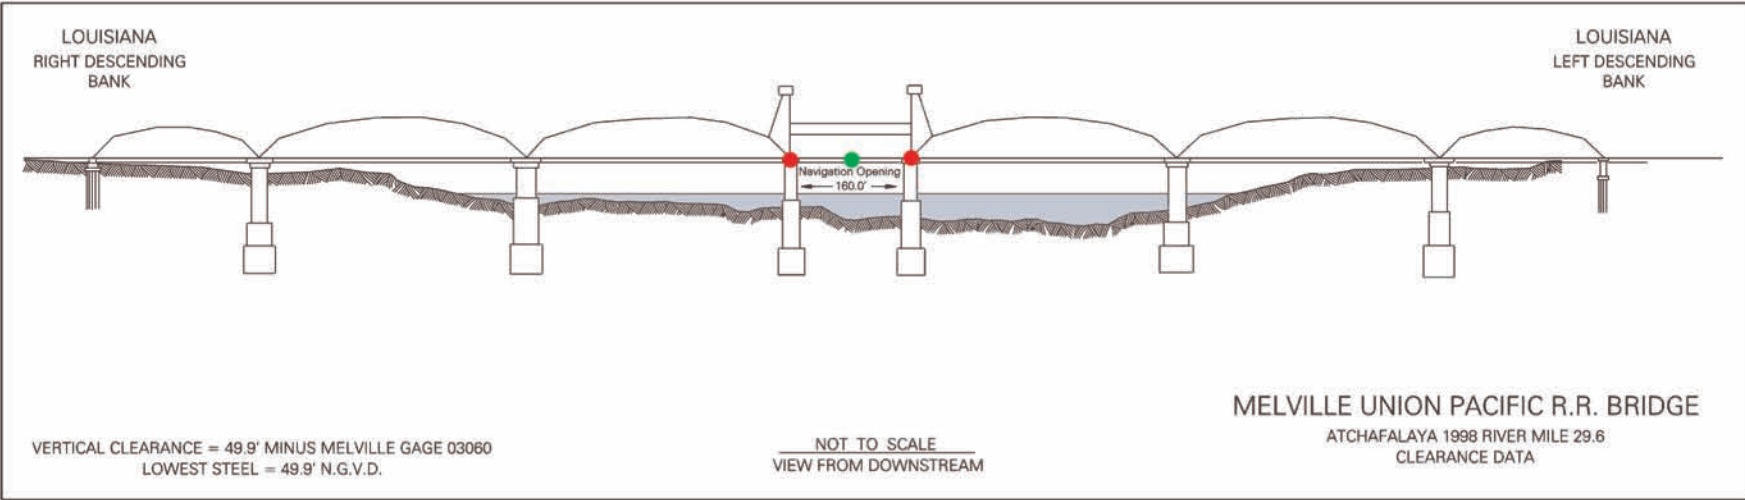 LOUISIANA
RIGHT DESCENDING
BANK
LOUISIANA
LEFT DESCENDING
BANK
Navigation Opening
160.0'
MELVILLE UNION PACIFIC R.R. BRIDGE
ATCHAFALAYA 1998 RIVER MILE 29.6
CLEARANCE DATA
VERTICAL CLEARANCE = 49.9' MINUS MELVILLE GAGE 03060
LOWEST STEEL = 49.9' N.G.V.D.
NOT TO SCALE
VIEW FROM DOWNSTREAM